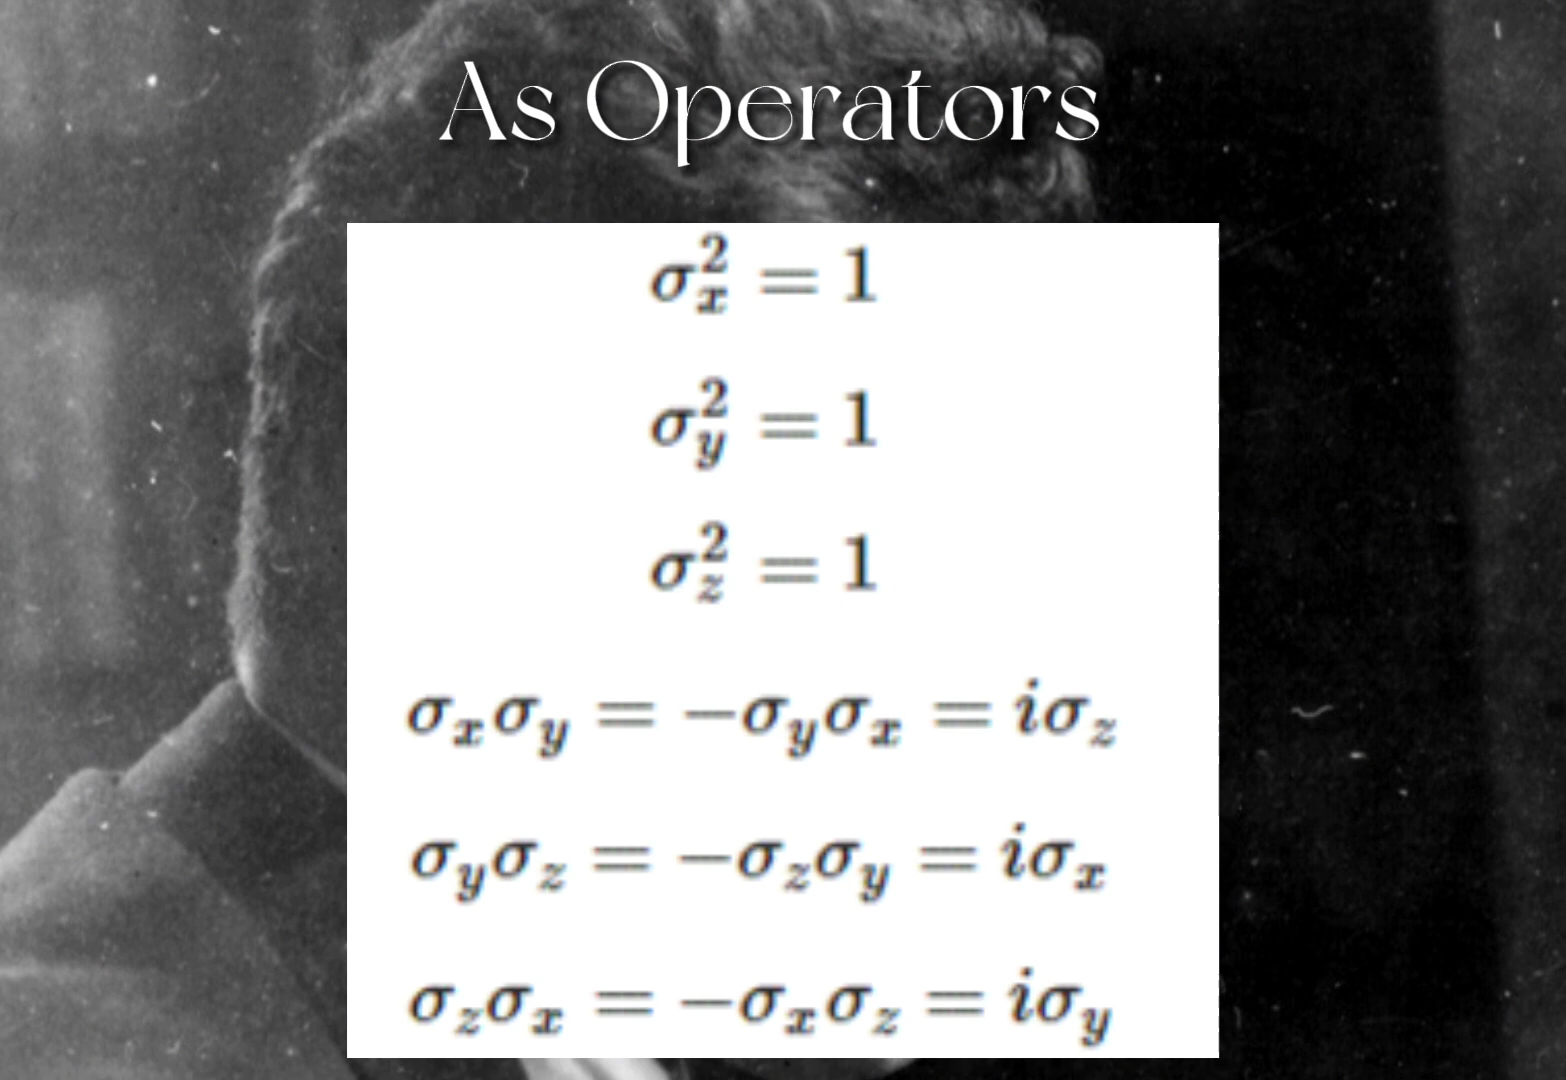 As Operators
σ_x^2 = 1
σ_y^2 = 1
σ_z^2 = 1
σ_xσ_y = −σ_yσ_x = iσ_z
σ_yσ_z = −σ_zσ_y = iσ_x
σ_zσ_x = −σ_xσ_z = iσ_y